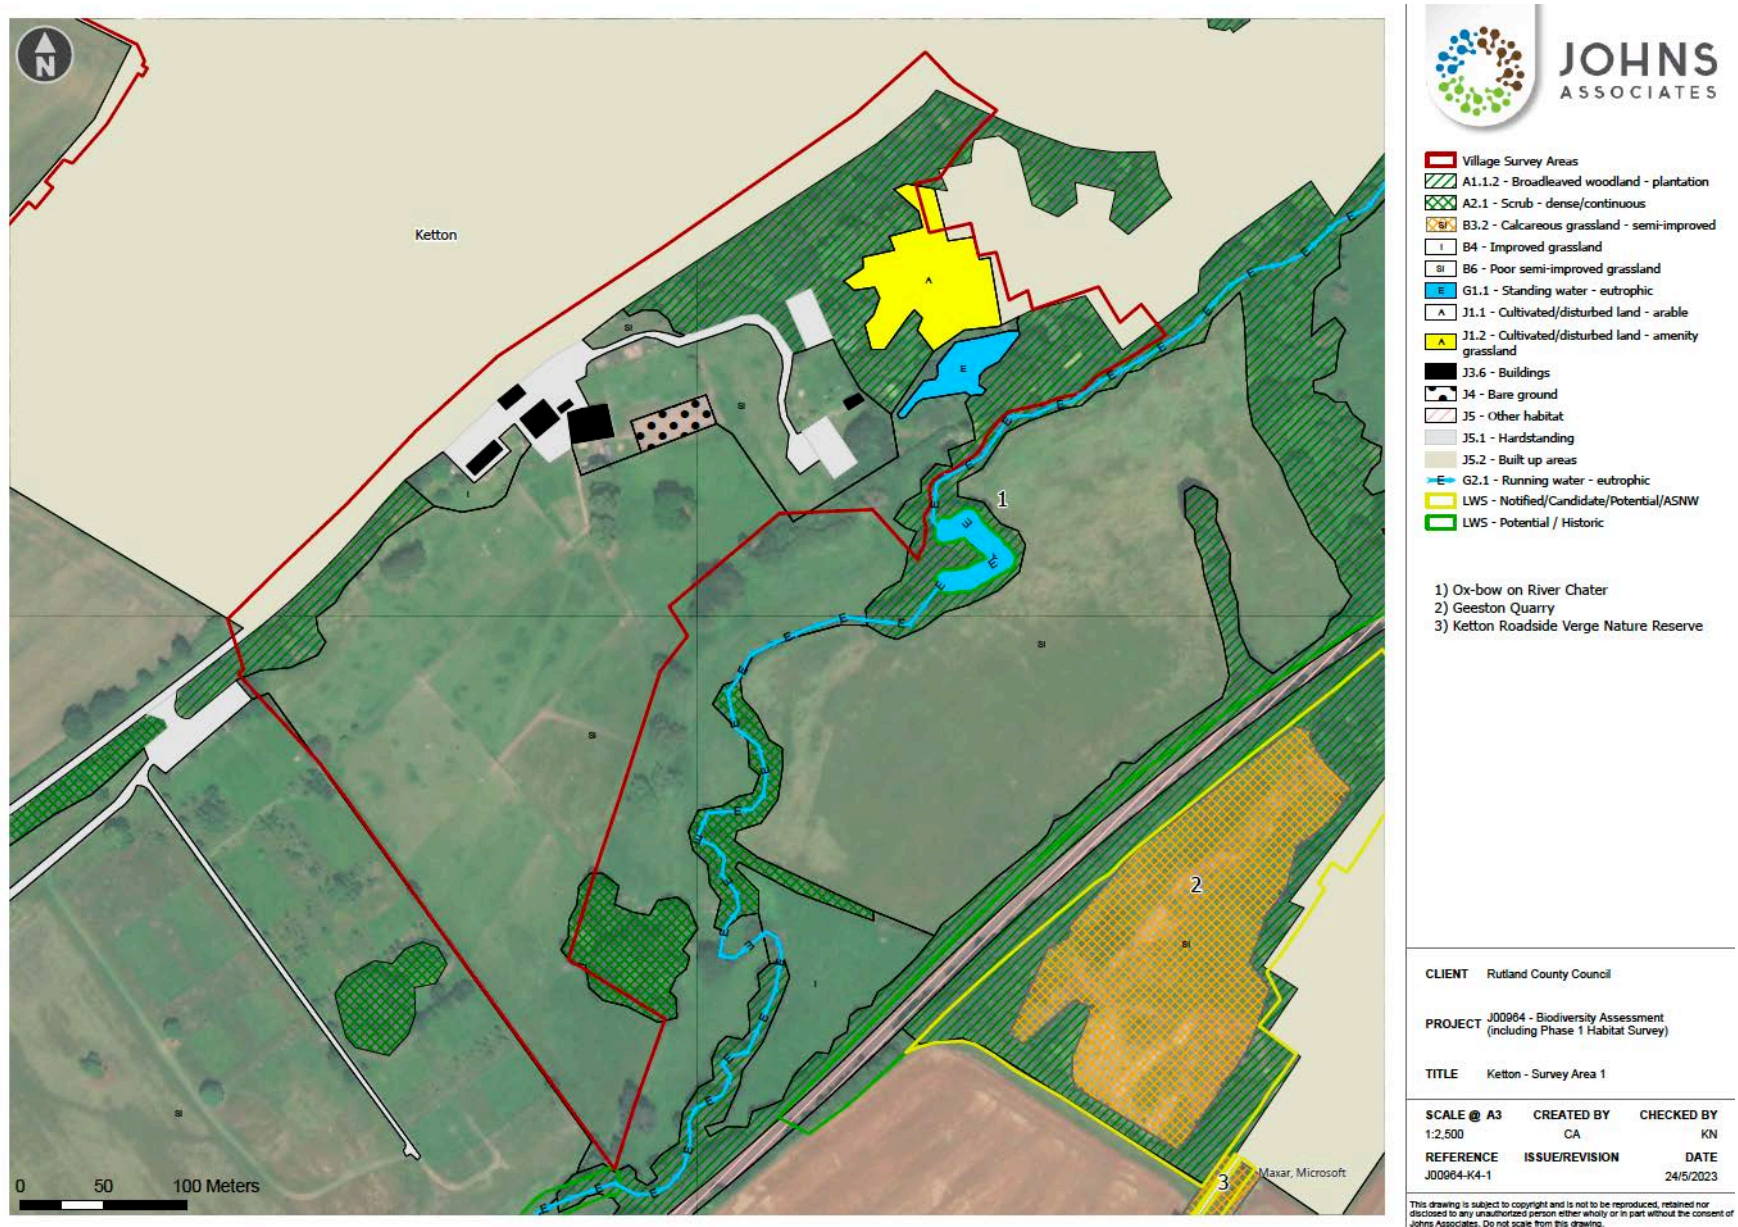 N
Ketton
SI
A
E
SI
I
E
E
E
E
E
E
E
E
E
E
1
E
E
E
E
E
E
E
SI
E
E
SI
E
E
E
E
E
2
SI
E
E
E
I
E
E
E
SI
E
E
E
E
0 50 100 Meters
3
Maxar, Microsoft
JOHNS
ASSOCIATES
Village Survey Areas
A1.1.2 - Broadleaved woodland - plantation
A2.1 - Scrub - dense/continuous
SI B3.2 - Calcareous grassland - semi-improved
I B4 - Improved grassland
SI B6 - Poor semi-improved grassland
E G1.1 - Standing water - eutrophic
A J1.1 - Cultivated/disturbed land - arable
A J1.2 - Cultivated/disturbed land - amenity
grassland
J3.6 - Buildings
J4 - Bare ground
J5 - Other habitat
J5.1 - Hardstanding
J5.2 - Built up areas
E G2.1 - Running water - eutrophic
LWS - Notified/Candidate/Potential/ASNW
LWS - Potential / Historic
1) Ox-bow on River Chater
2) Geeston Quarry
3) Ketton Roadside Verge Nature Reserve
CLIENT Rutland County Council
PROJECT J00964 - Biodiversity Assessment
(including Phase 1 Habitat Survey)
TITLE Ketton - Survey Area 1
SCALE @ A3 CREATED BY CHECKED BY
1:2,500 CA KN
REFERENCE ISSUE/REVISION DATE
J00964-K4-1 24/5/2023
This drawing is subject to copyright and is not to be reproduced, retained nor
disclosed to any unauthorized person either wholly or in part without the consent of
Johns Associates. Do not scale from this drawing.